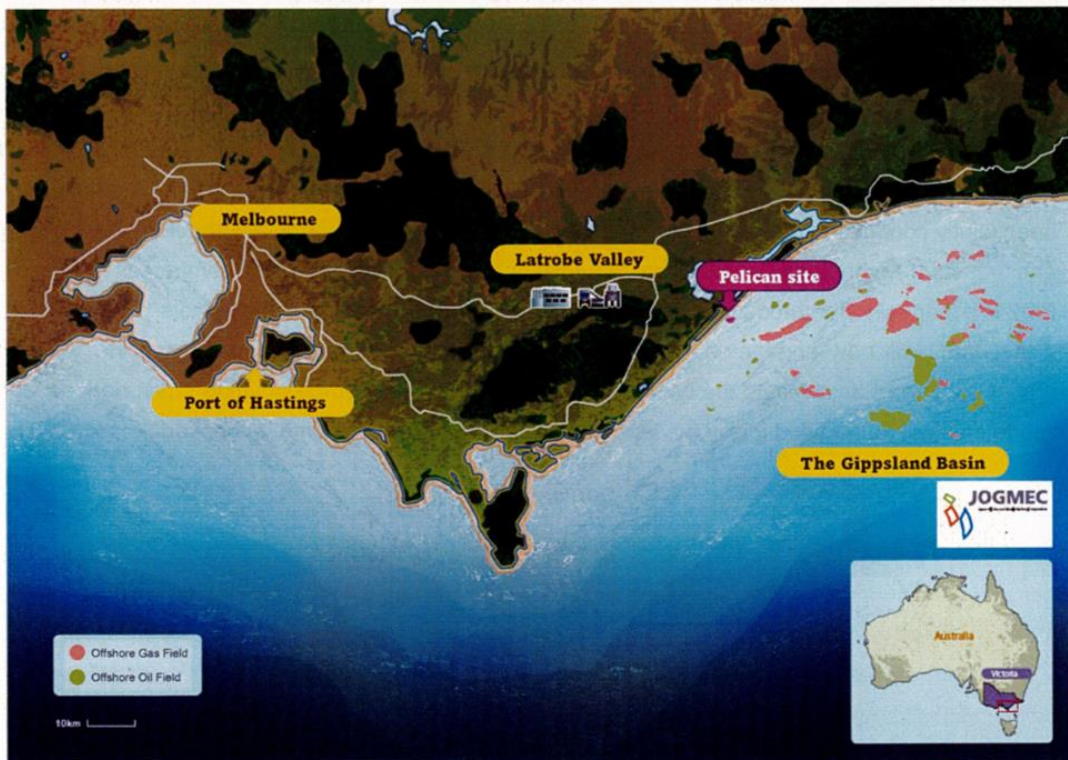 Melbourne
Latrobe Valley
Pelican site
Port of Hastings
The Gippsland Basin
JOGMEC
Australia
Victoria
Offshore Gas Field
Offshore Oil Field
10km